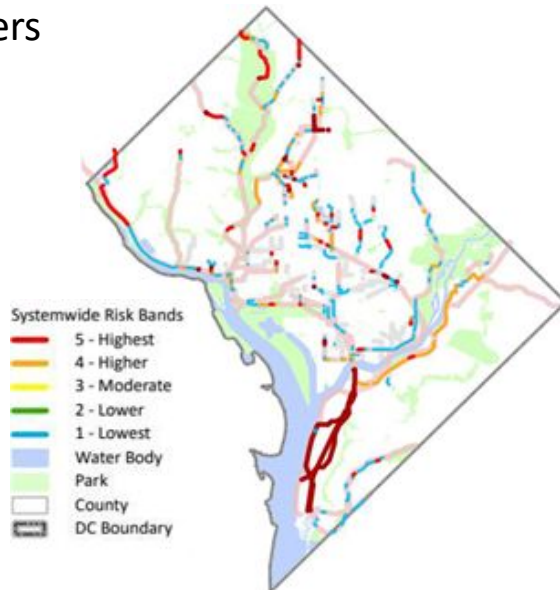 ers
Systemwide Risk Bands
5 - Highest
4 - Higher
3 - Moderate
2 - Lower
1 - Lowest
Water Body
Park
County
DC Boundary